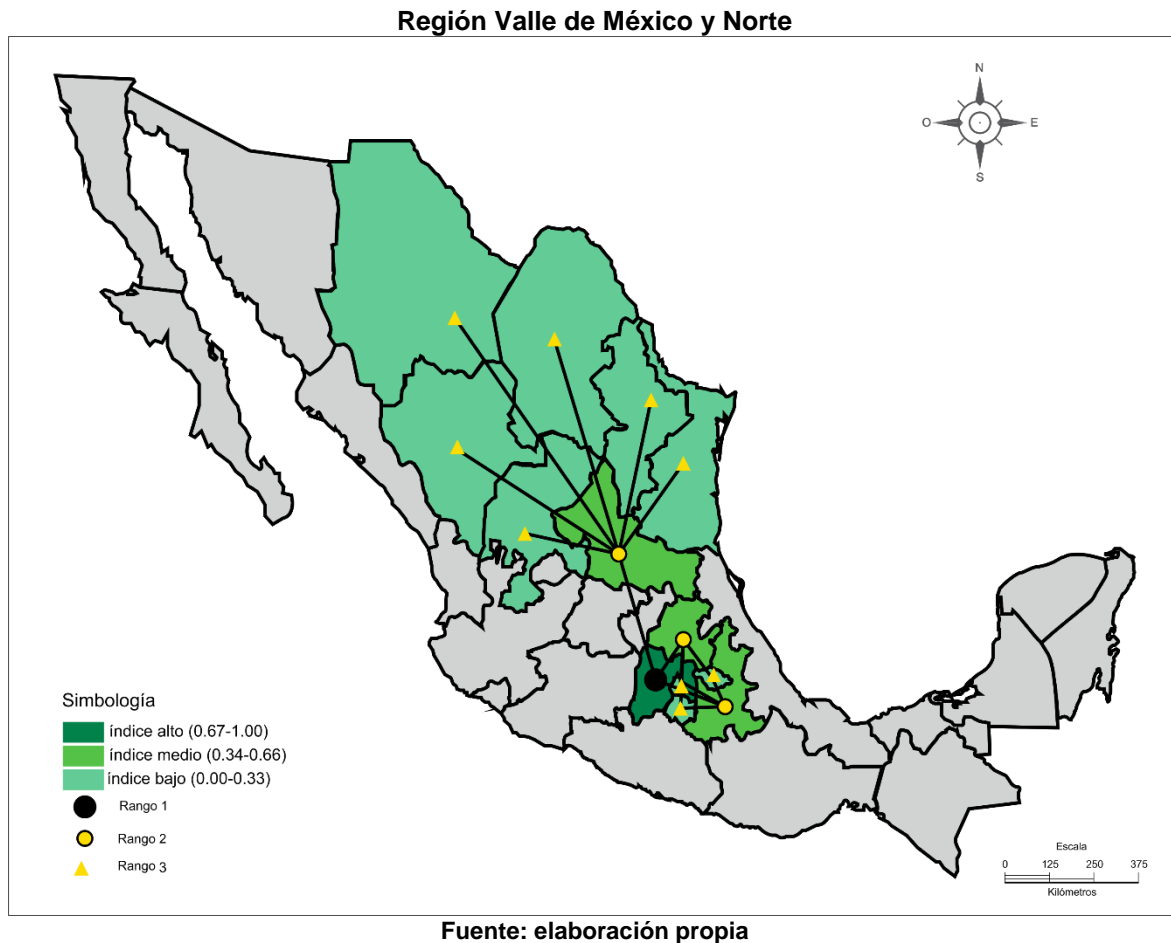 Región Valle de México y Norte
N
O
E
S
Simbología
índice alto (0.67-1.00)
índice medio (0.34-0.66)
índice bajo (0.00-0.33)
Rango 1
Rango 2
Rango 3
Escala
0 125 250 375
Kilómetros
Fuente: elaboración propia